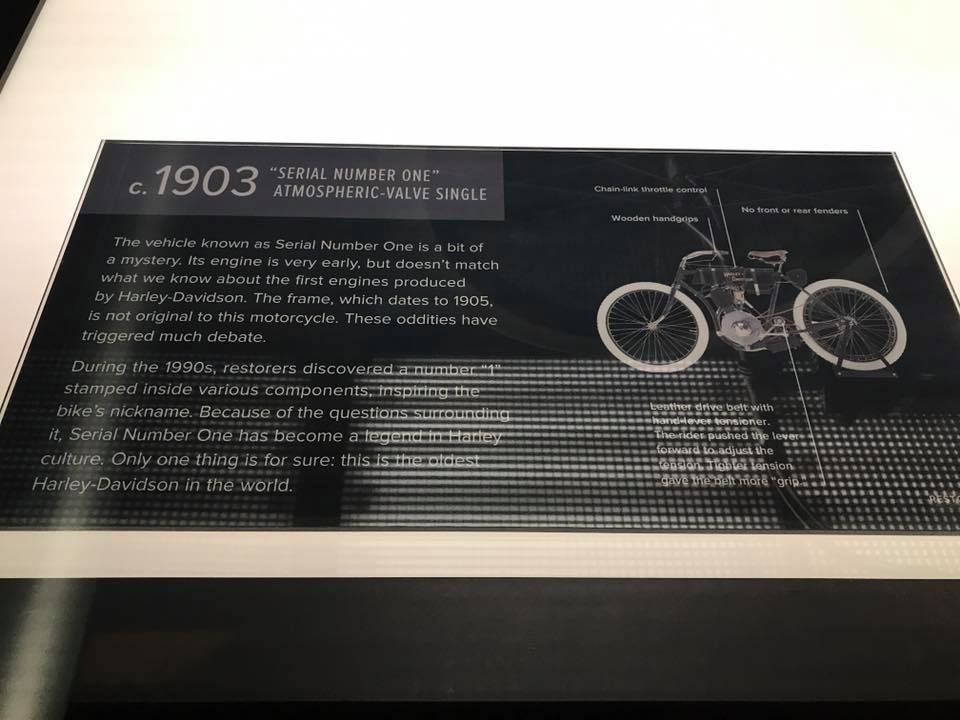 c. 1903 "SERIAL NUMBER ONE"
ATMOSPHERIC-VALVE SINGLE
The vehicle known as Serial Number One is a bit of
a mystery. Its engine is very early, but doesn't match
what we know about the first engines produced
by Harley-Davidson. The frame, which dates to 1905,
is not original to this motorcycle. These oddities have
triggered much debate.
During the 1990s, restorers discovered a number "1"
stamped inside various components, inspiring the
bike's nickname. Because of the questions surrounding
it, Serial Number One has become a legend in Harley
culture. Only one thing is for sure: this is the oldest
Harley-Davidson in the world.
Chain-link throttle control
Wooden handgrips
No front or rear fenders
Leather drive belt with
hand-lever tensioner.
The rider pushed the lever
forward to adjust the
tension. Tighter tension
gave the belt more "grip."